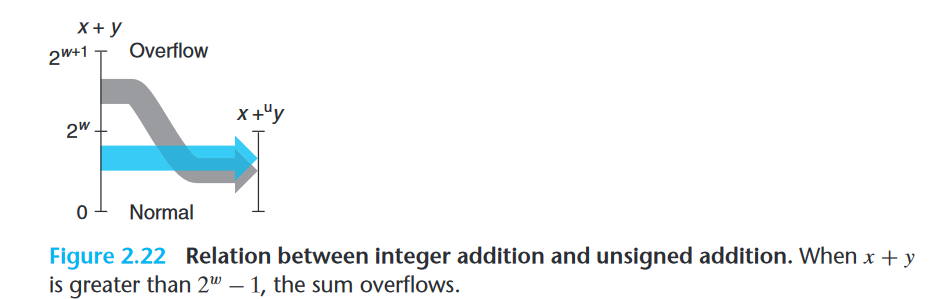 x + y
2^{w+1} Overflow
x +^u y
2^w
0 Normal
Figure 2.22 Relation between integer addition and unsigned addition. When x + y
is greater than 2^w − 1, the sum overflows.